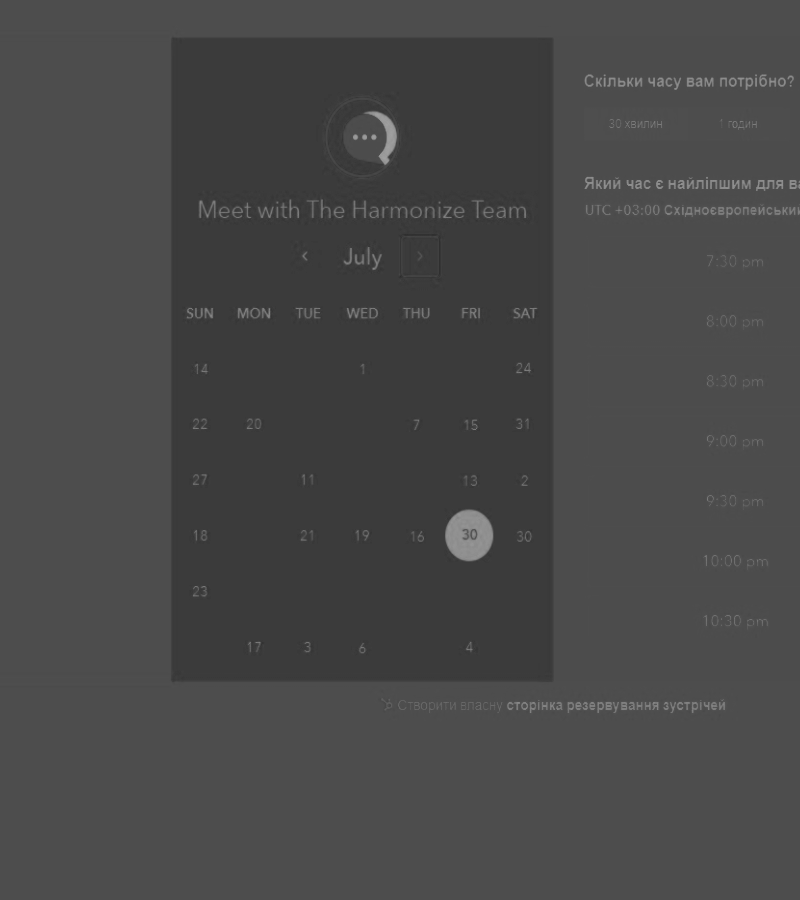 Meet with The Harmonize Team
‹ July ›
SUN MON TUE WED THU FRI SAT
14 1 24
22 20 7 15 31
27 11 13 2
18 21 19 16 30 30
23
17 3 6 4
Скільки часу вам потрібно?
30 хвилин 1 годин
Який час є найліпшим для ва
UTC +03:00 Східноєвропейський
7:30 pm
8:00 pm
8:30 pm
9:00 pm
9:30 pm
10:00 pm
10:30 pm
Створити власну сторінка резервування зустрічей